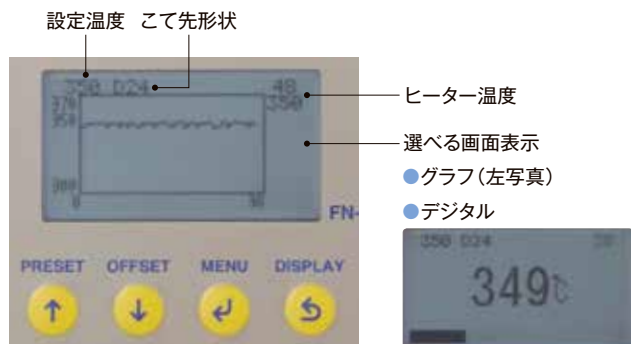 設定温度 こて先形状
350 D24 48
370 350
350
300
0 95
FN-
PRESET OFFSET MENU DISPLAY
ヒーター温度
選べる画面表示
●グラフ（左写真）
●デジタル
350 D24
349℃